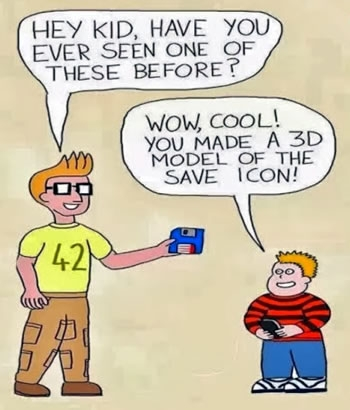 HEY KID, HAVE YOU
EVER SEEN ONE OF
THESE BEFORE?
WOW, COOL!
YOU MADE A 3D
MODEL OF THE
SAVE ICON!
42